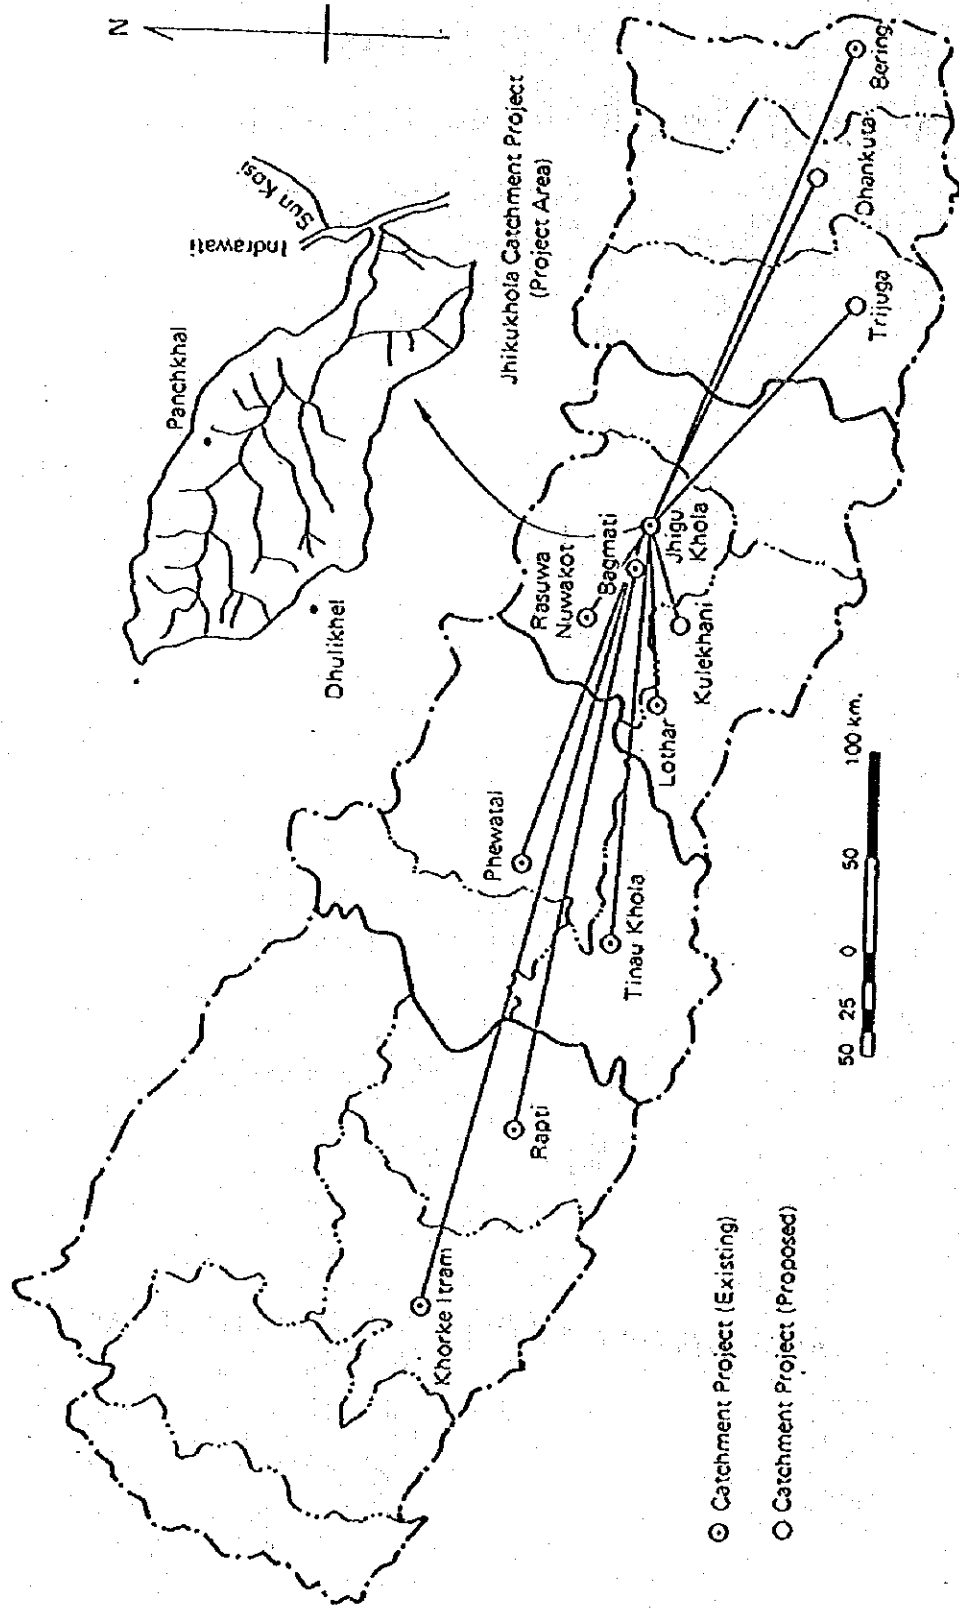 N
Sun Kosi
Indrawati
Panchkhal
Dhulikhel
Jhikukhola Catchment Project
(Project Area)
Khorke Itram
Rapti
Phewatal
Tinau Khola
Rasuwa
Nuwakot
Bagmati
Lothar
Kulekhani
Jhigu
Khola
Trijuga
Dhankuta
Bering
Catchment Project (Existing)
Catchment Project (Proposed)
50 25 0 50 100 km.